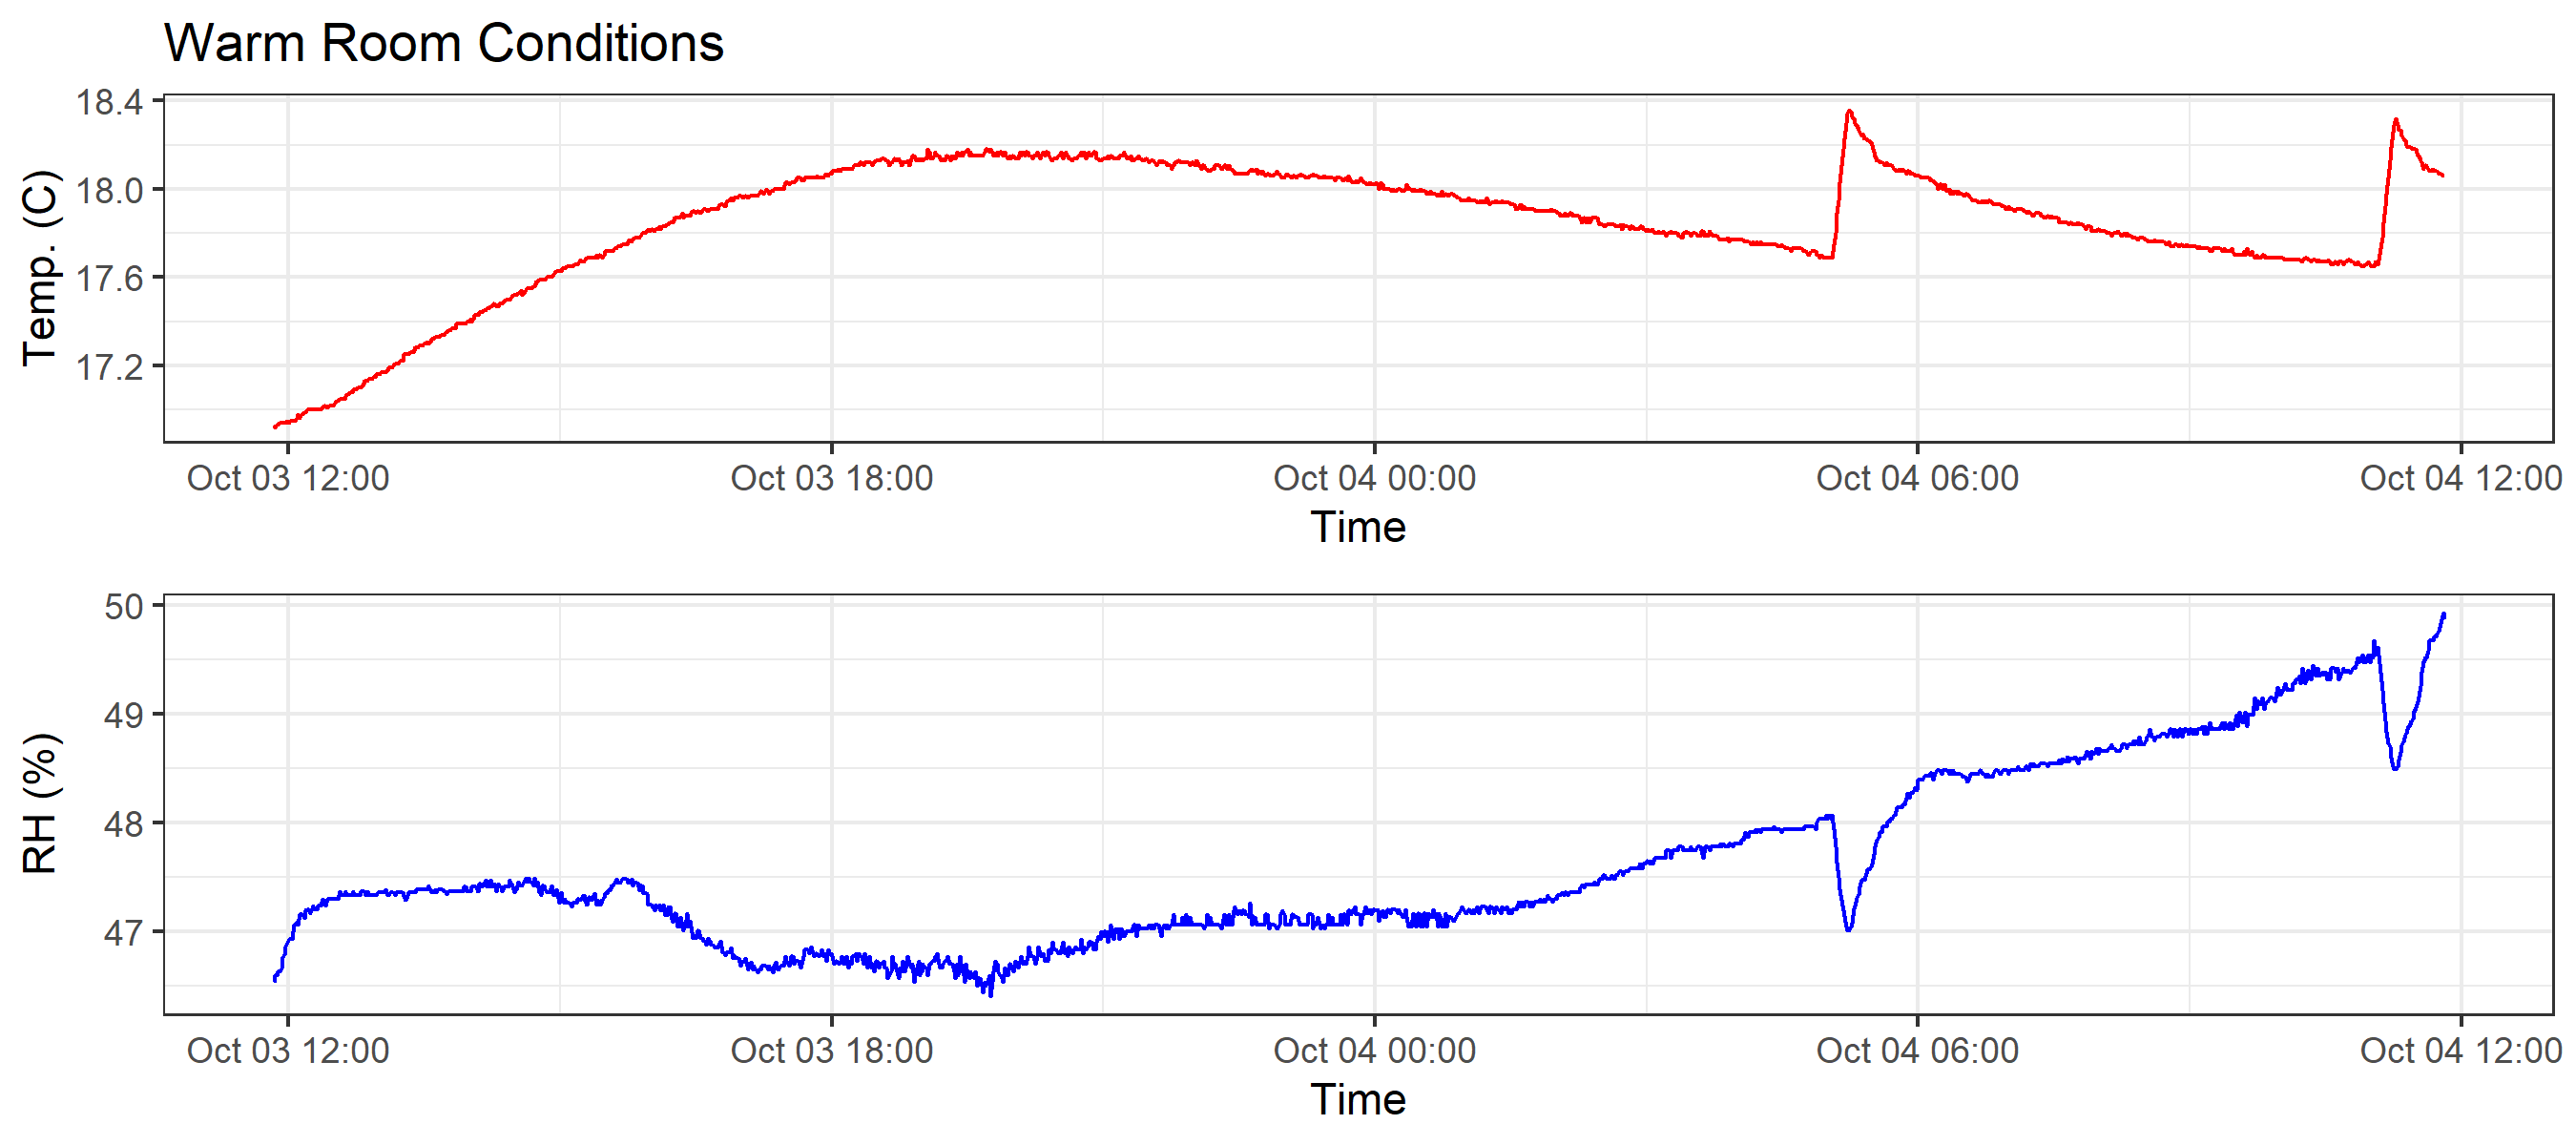 Warm Room Conditions
18.4
18.0
17.6
17.2
Temp. (C)
Oct 03 12:00 Oct 03 18:00 Oct 04 00:00 Oct 04 06:00 Oct 04 12:00
Time
50
49
48
47
RH (%)
Oct 03 12:00 Oct 03 18:00 Oct 04 00:00 Oct 04 06:00 Oct 04 12:00
Time